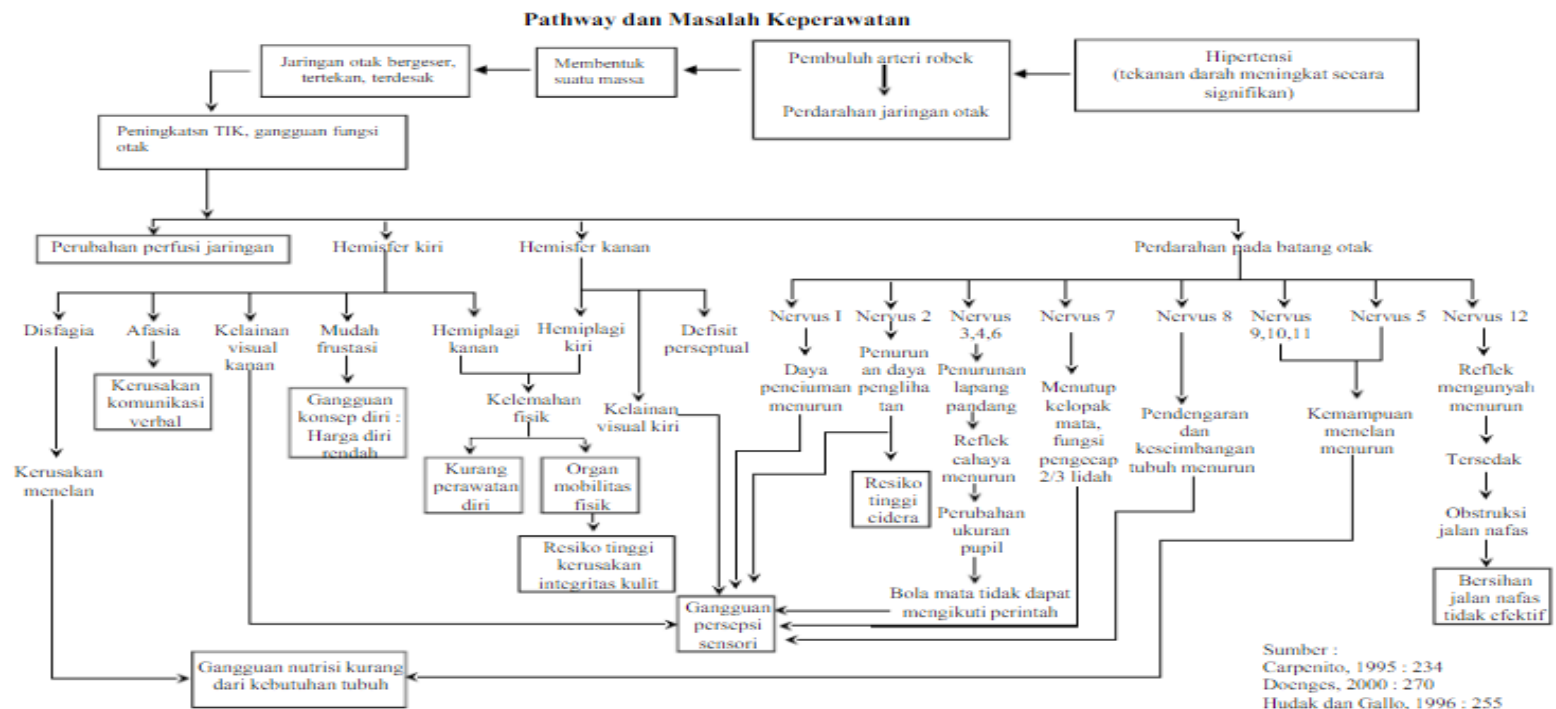 Pathway dan Masalah Keperawatan
Jaringan otak bergeser,
tertekan, terdesak
Membentuk
suatu massa
Pembuluh arteri robek
Perdarahan jaringan otak
Hipertensi
(tekanan darah meningkat secara
signifikan)
Peningkatsn TIK, gangguan fungsi
otak
Perubahan perfusi jaringan
Hemisfer kiri
Hemisfer kanan
Perdarahan pada batang otak
Disfagia
Afasia
Kelainan
visual
kanan
Mudah
frustasi
Hemiplagi
kanan
Hemiplagi
kiri
Defisit
perseptual
Nervus I
Nervus 2
Nervus
3,4,6
Nervus 7
Nervus 8
Nervus
9,10,11
Nervus 5
Nervus 12
Kerusakan
komunikasi
verbal
Gangguan
konsep diri :
Harga diri
rendah
Kelemahan
fisik
Kelainan
visual kiri
Daya
penciuman
menurun
Penurun
an daya
pengliha
tan
Penurunan
lapang
pandang
Menutup
kelopak
mata,
fungsi
pengecap
2/3 lidah
Pendengaran
dan
keseimbangan
tubuh menurun
Kemampuan
menelan
menurun
Reflek
mengunyah
menurun
Kerusakan
menelan
Kurang
perawatan
diri
Organ
mobilitas
fisik
Resiko
tinggi
cidera
Reflek
cahaya
menurun
Tersedak
Resiko tinggi
kerusakan
integritas kulit
Perubahan
ukuran
pupil
Obstruksi
jalan nafas
Gangguan
persepsi
sensori
Bola mata tidak dapat
mengikuti perintah
Bersihan
jalan nafas
tidak efektif
Gangguan nutrisi kurang
dari kebutuhan tubuh
Sumber :
Carpenito, 1995 : 234
Doenges, 2000 : 270
Hudak dan Gallo, 1996 : 255